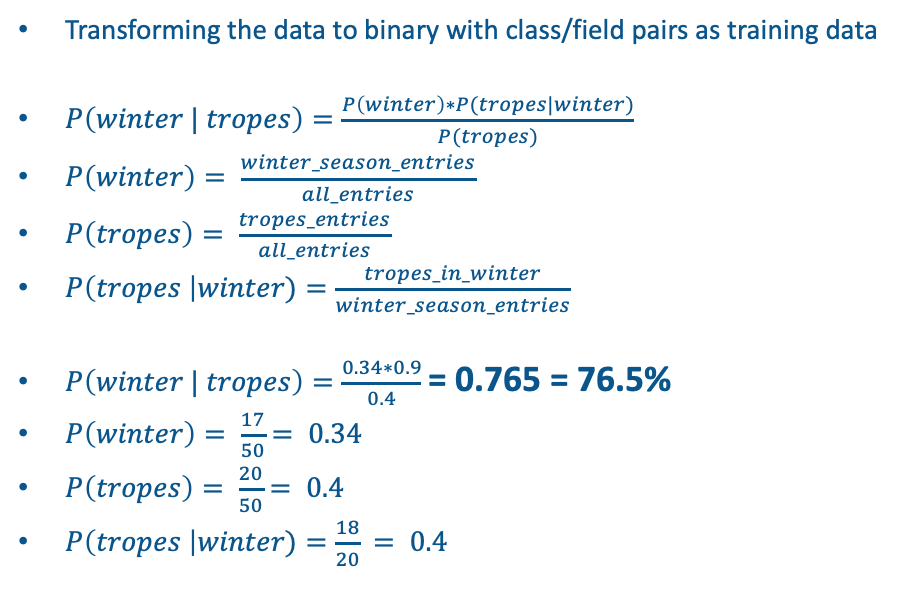 • Transforming the data to binary with class/field pairs as training data
• P(winter | tropes) = P(winter)*P(tropes|winter) / P(tropes)
• P(winter) = winter_season_entries / all_entries
• P(tropes) = tropes_entries / all_entries
• P(tropes |winter) = tropes_in_winter / winter_season_entries
• P(winter | tropes) = 0.34*0.9 / 0.4 = 0.765 = 76.5%
• P(winter) = 17 / 50 = 0.34
• P(tropes) = 20 / 50 = 0.4
• P(tropes |winter) = 18 / 20 = 0.4